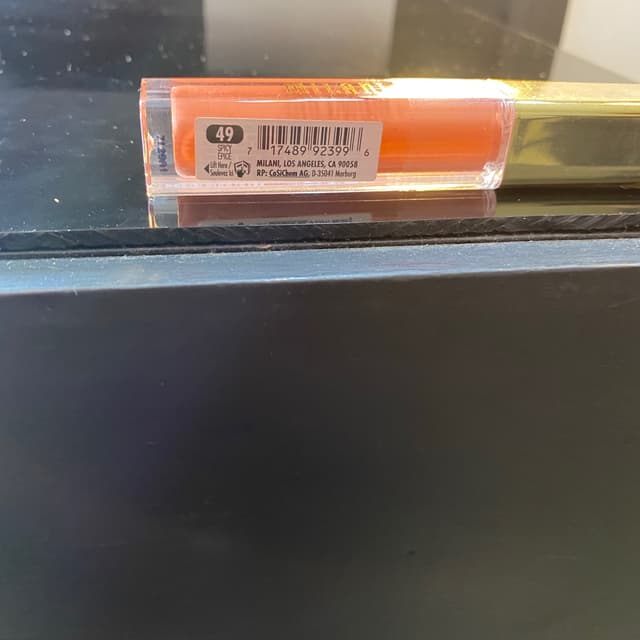 49
SPICY
ÉPICÉ
Lift Here/
Soulevez ici
7 17489 92399 6
MILANI, LOS ANGELES, CA 90058
RP: CoSiChem AG, D-35041 Marburg